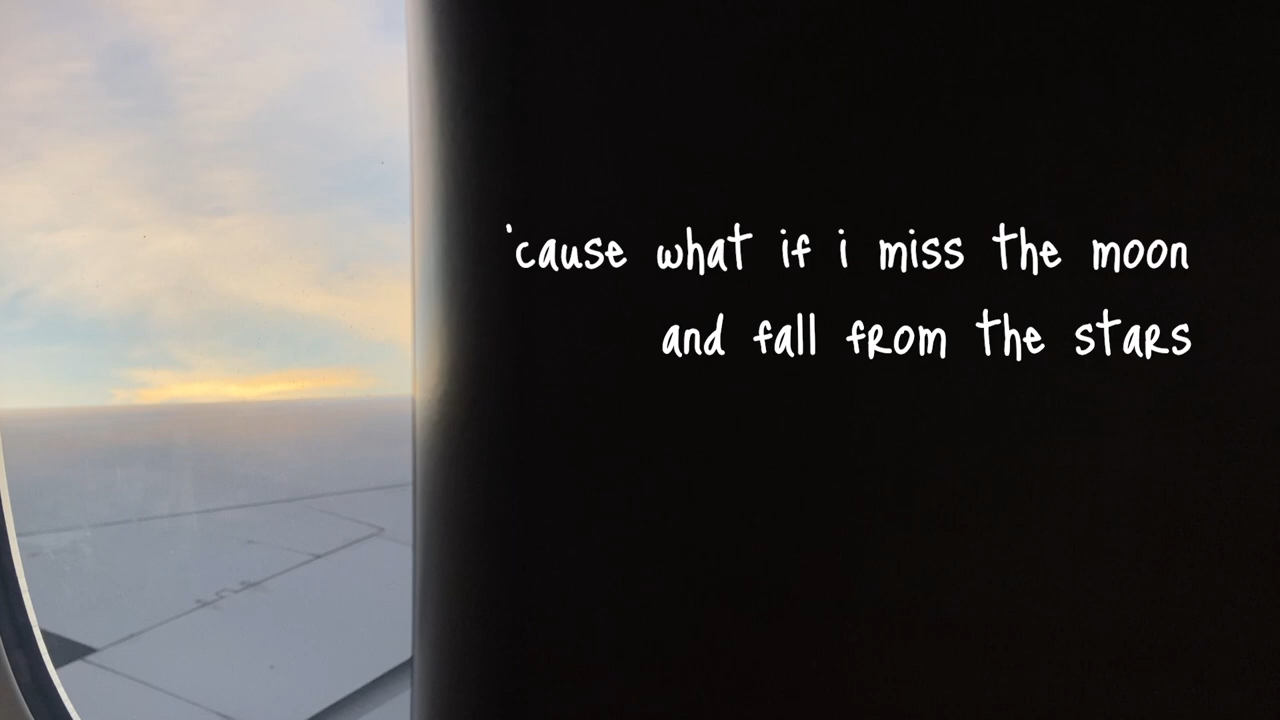 'cause what if i miss the moon
and fall from the stars